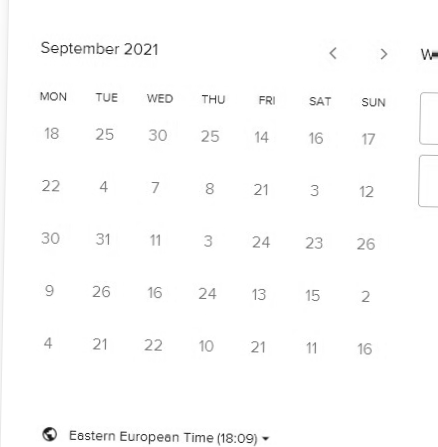 September 2021
MON TUE WED THU FRI SAT SUN
18 25 30 25 14 16 17
22 4 7 8 21 3 12
30 31 11 3 24 23 26
9 26 16 24 13 15 2
4 21 22 10 21 11 16
Eastern European Time (18:09)